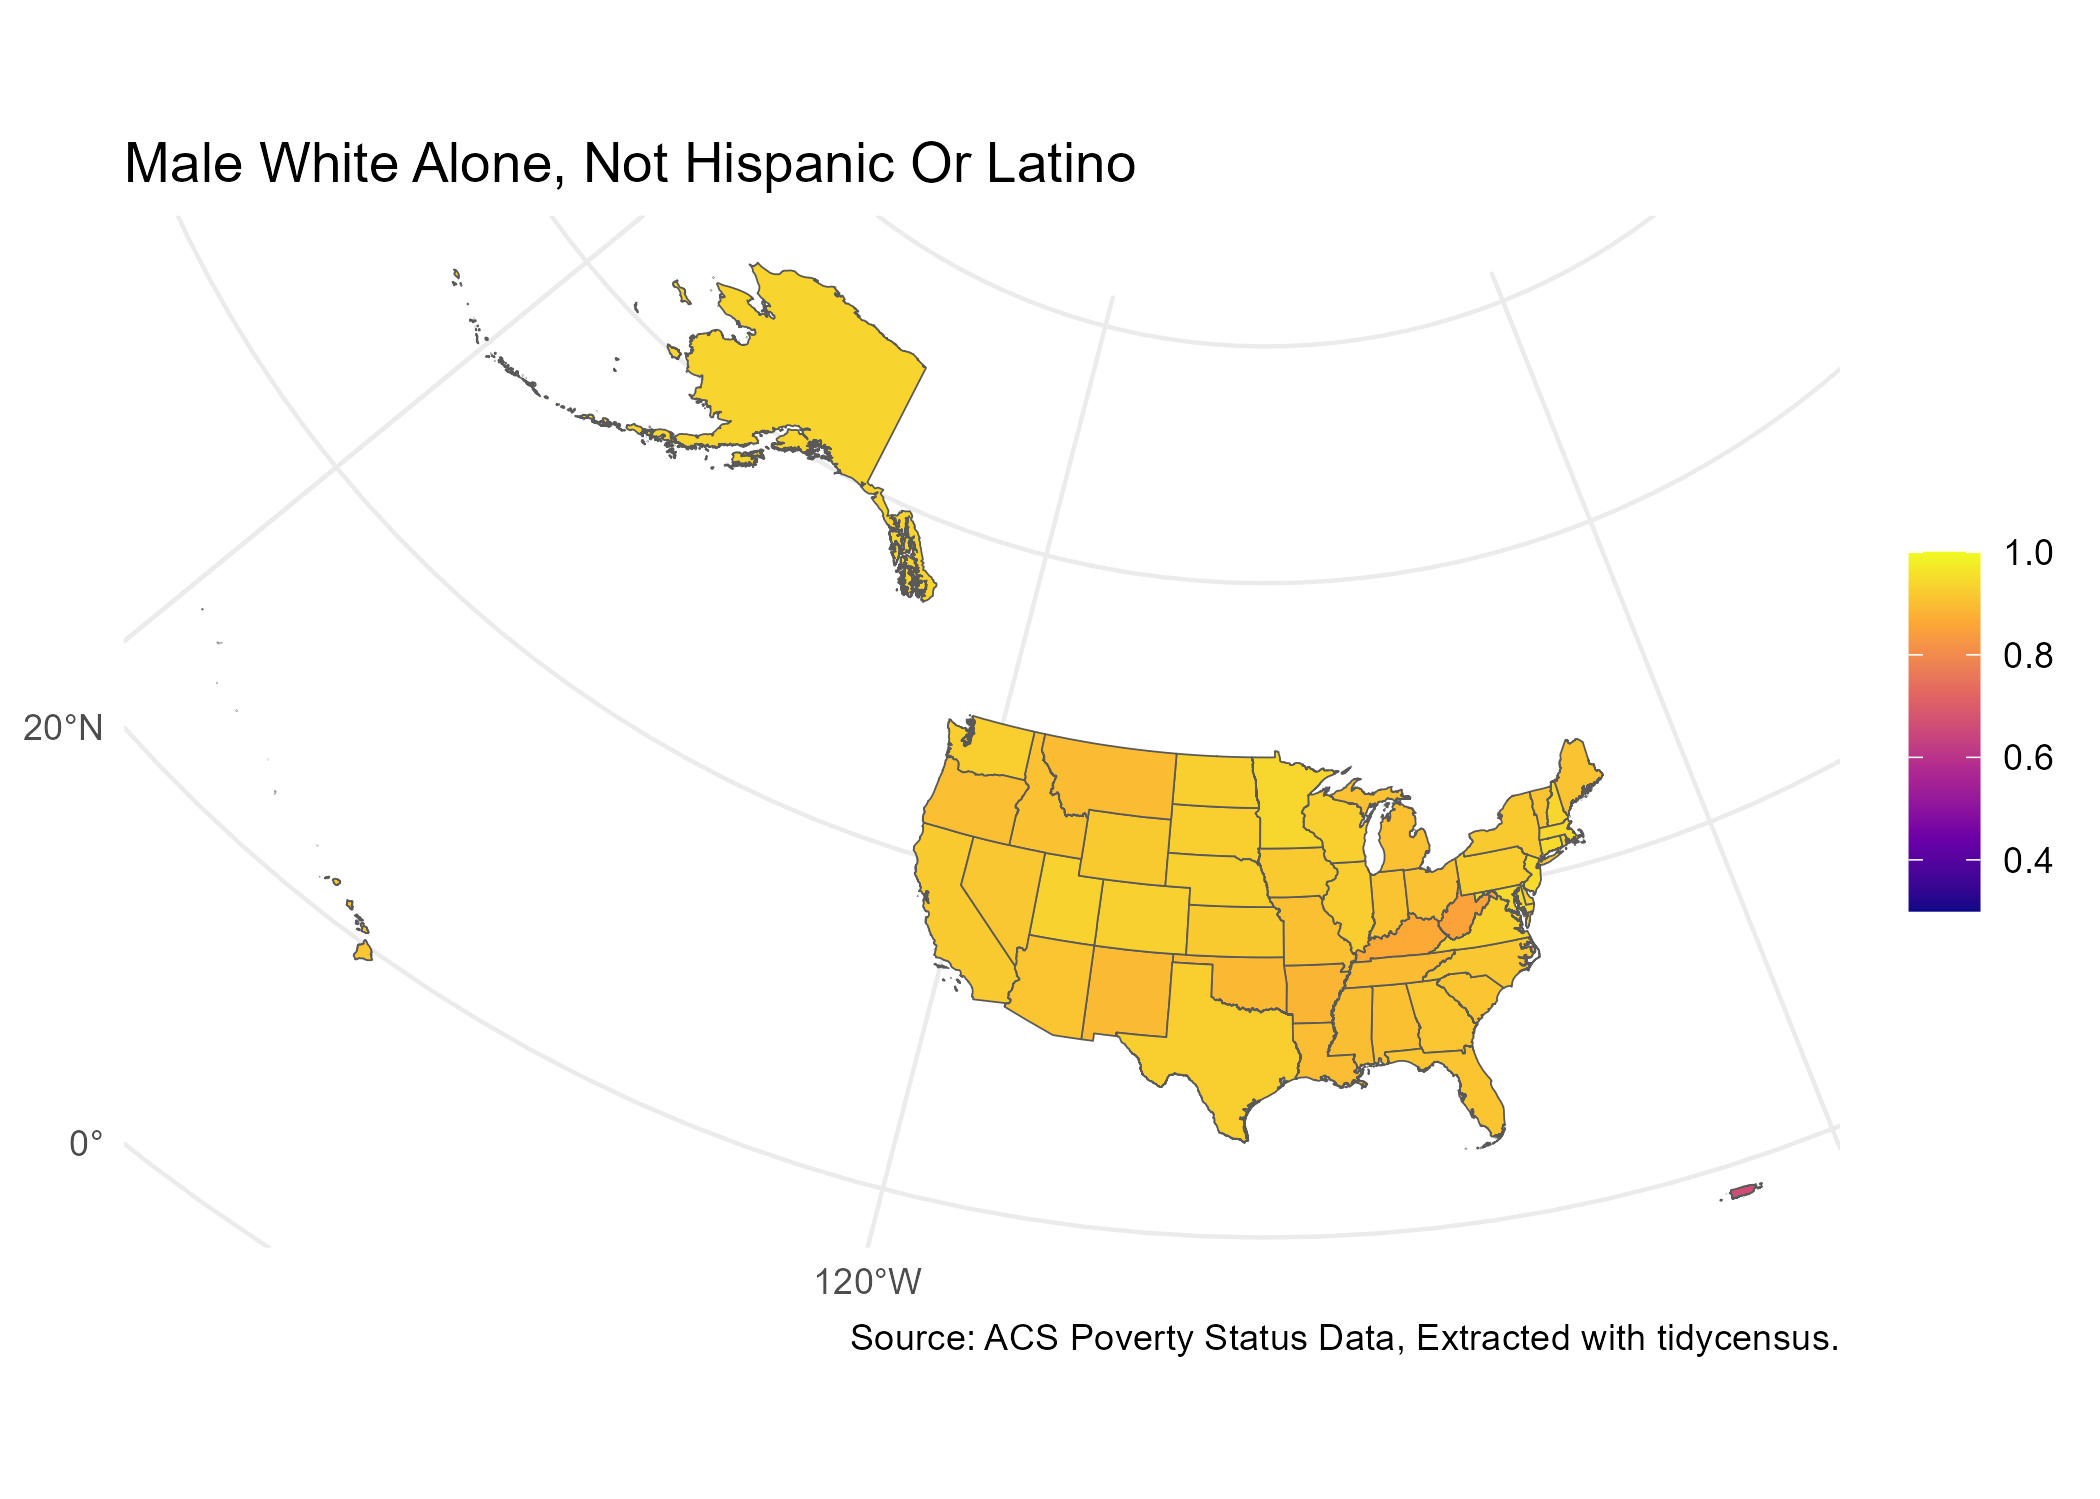 Male White Alone, Not Hispanic Or Latino
1.0
0.8
0.6
0.4
20°N
0°
120°W
Source: ACS Poverty Status Data, Extracted with tidycensus.